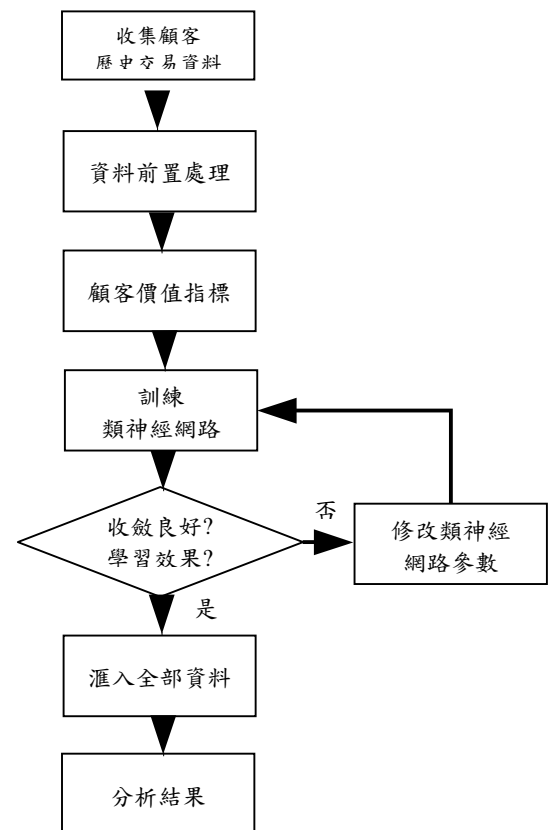 收集顧客
歷史交易資料
資料前置處理
顧客價值指標
訓練
類神經網路
收斂良好?
學習效果?
否
修改類神經
網路參數
是
滙入全部資料
分析結果